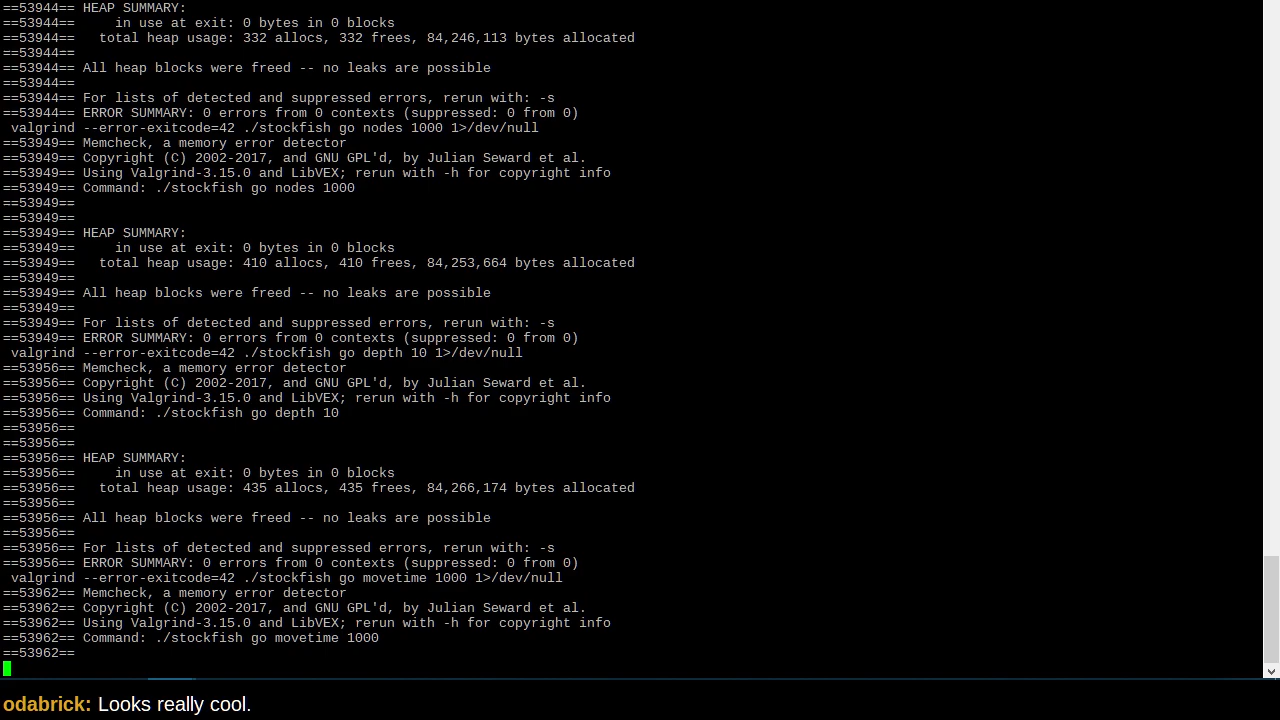 ==53944== HEAP SUMMARY:
==53944==     in use at exit: 0 bytes in 0 blocks
==53944==   total heap usage: 332 allocs, 332 frees, 84,246,113 bytes allocated
==53944==
==53944== All heap blocks were freed -- no leaks are possible
==53944==
==53944== For lists of detected and suppressed errors, rerun with: -s
==53944== ERROR SUMMARY: 0 errors from 0 contexts (suppressed: 0 from 0)
 valgrind --error-exitcode=42 ./stockfish go nodes 1000 1>/dev/null
==53949== Memcheck, a memory error detector
==53949== Copyright (C) 2002-2017, and GNU GPL'd, by Julian Seward et al.
==53949== Using Valgrind-3.15.0 and LibVEX; rerun with -h for copyright info
==53949== Command: ./stockfish go nodes 1000
==53949==
==53949==
==53949== HEAP SUMMARY:
==53949==     in use at exit: 0 bytes in 0 blocks
==53949==   total heap usage: 410 allocs, 410 frees, 84,253,664 bytes allocated
==53949==
==53949== All heap blocks were freed -- no leaks are possible
==53949==
==53949== For lists of detected and suppressed errors, rerun with: -s
==53949== ERROR SUMMARY: 0 errors from 0 contexts (suppressed: 0 from 0)
 valgrind --error-exitcode=42 ./stockfish go depth 10 1>/dev/null
==53956== Memcheck, a memory error detector
==53956== Copyright (C) 2002-2017, and GNU GPL'd, by Julian Seward et al.
==53956== Using Valgrind-3.15.0 and LibVEX; rerun with -h for copyright info
==53956== Command: ./stockfish go depth 10
==53956==
==53956==
==53956== HEAP SUMMARY:
==53956==     in use at exit: 0 bytes in 0 blocks
==53956==   total heap usage: 435 allocs, 435 frees, 84,266,174 bytes allocated
==53956==
==53956== All heap blocks were freed -- no leaks are possible
==53956==
==53956== For lists of detected and suppressed errors, rerun with: -s
==53956== ERROR SUMMARY: 0 errors from 0 contexts (suppressed: 0 from 0)
 valgrind --error-exitcode=42 ./stockfish go movetime 1000 1>/dev/null
==53962== Memcheck, a memory error detector
==53962== Copyright (C) 2002-2017, and GNU GPL'd, by Julian Seward et al.
==53962== Using Valgrind-3.15.0 and LibVEX; rerun with -h for copyright info
==53962== Command: ./stockfish go movetime 1000
==53962==
odabrick: Looks really cool.